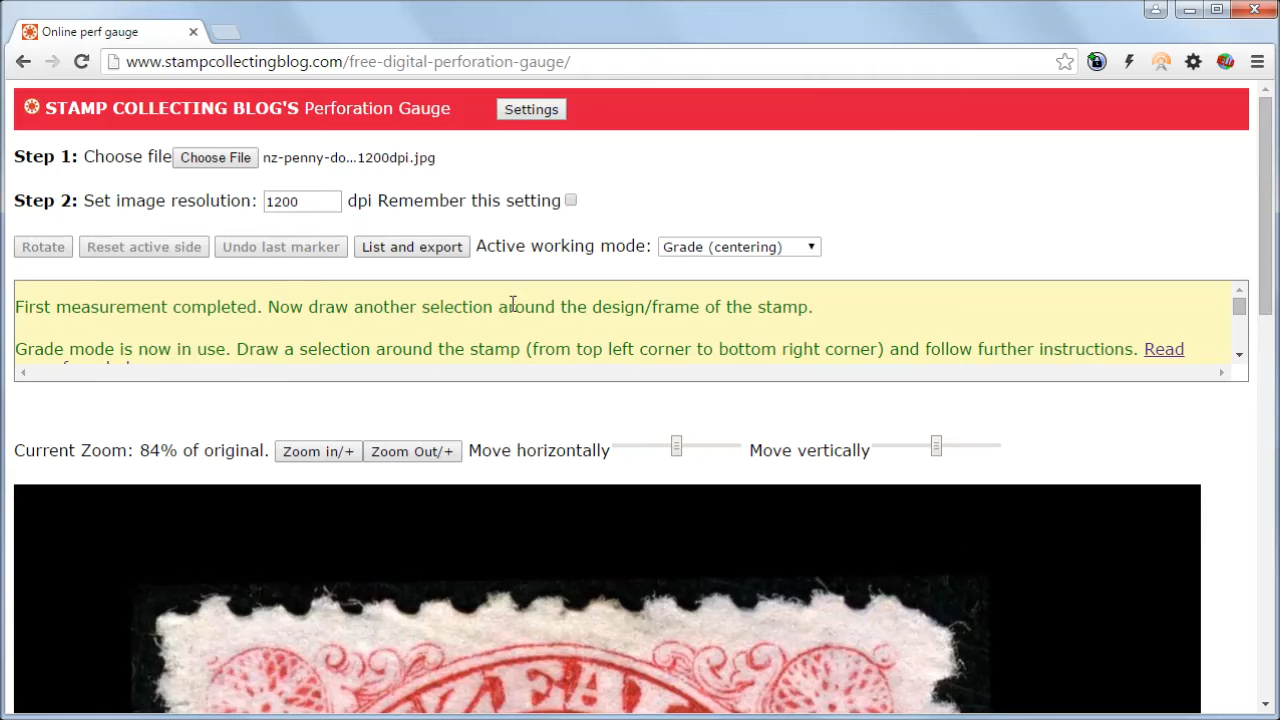 Online perf gauge
www.stampcollectingblog.com/free-digital-perforation-gauge/
STAMP COLLECTING BLOG'S Perforation Gauge Settings
Step 1: Choose file Choose File nz-penny-do...1200dpi.jpg
Step 2: Set image resolution: 1200 dpi Remember this setting
Rotate Reset active side Undo last marker List and export Active working mode: Grade (centering)
First measurement completed. Now draw another selection around the design/frame of the stamp.
Grade mode is now in use. Draw a selection around the stamp (from top left corner to bottom right corner) and follow further instructions. Read
Current Zoom: 84% of original. Zoom in/+ Zoom Out/+ Move horizontally Move vertically
ZEA